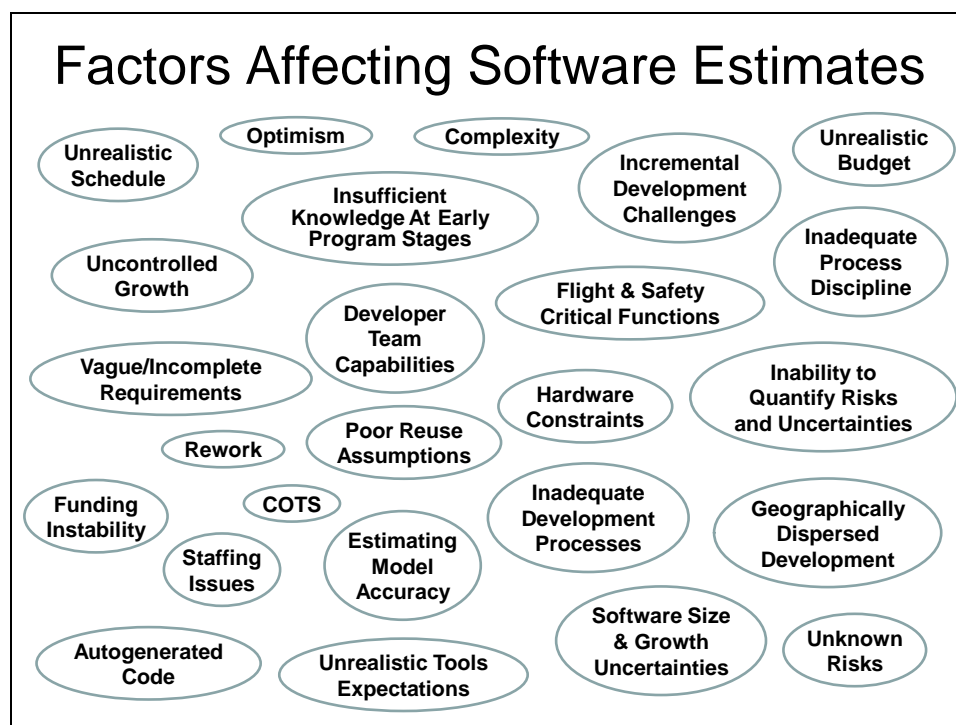 Factors Affecting Software Estimates
Unrealistic
Schedule
Optimism
Complexity
Incremental
Development
Challenges
Unrealistic
Budget
Insufficient
Knowledge At Early
Program Stages
Inadequate
Process
Discipline
Uncontrolled
Growth
Developer
Team
Capabilities
Flight & Safety
Critical Functions
Vague/Incomplete
Requirements
Hardware
Constraints
Inability to
Quantify Risks
and Uncertainties
Rework
Poor Reuse
Assumptions
Funding
Instability
COTS
Inadequate
Development
Processes
Geographically
Dispersed
Development
Staffing
Issues
Estimating
Model
Accuracy
Software Size
& Growth
Uncertainties
Unknown
Risks
Autogenerated
Code
Unrealistic Tools
Expectations